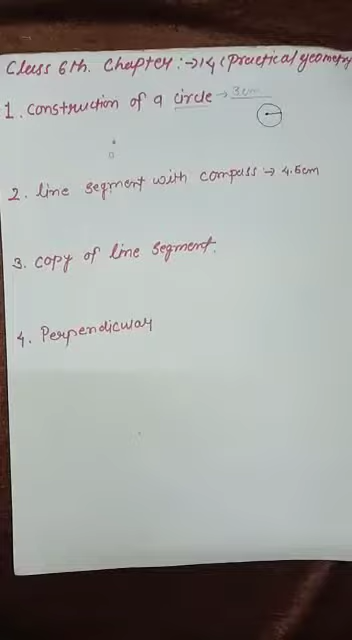 Class 6th. Chapter:→14 (Practical geometry
1. Construction of a circle → 3cm
2. line segment with compass → 4.5cm
3. copy of line segment.
4. Perpendicular